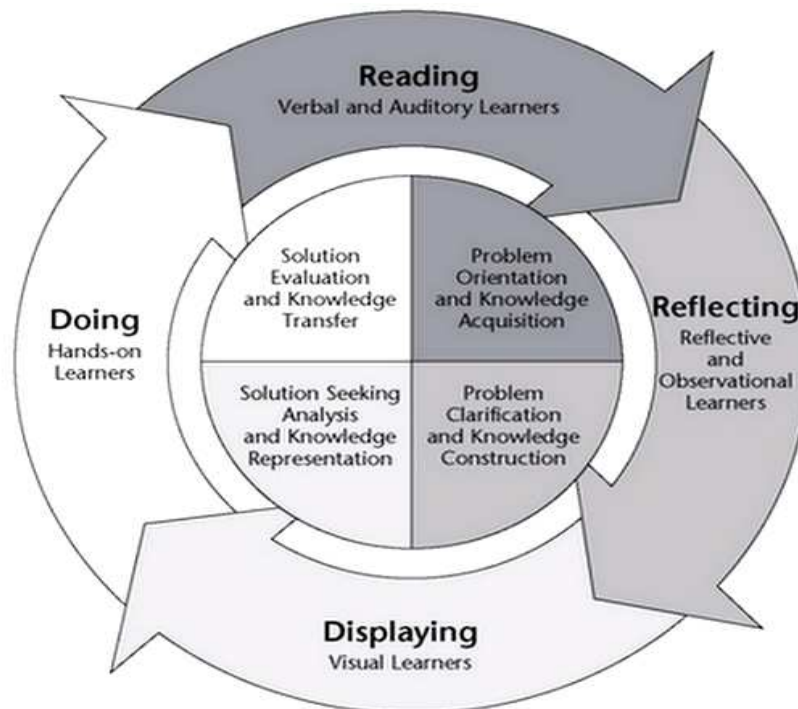 Reading
Verbal and Auditory Learners
Solution
Evaluation
and Knowledge
Transfer
Problem
Orientation
and Knowledge
Acquisition
Doing
Hands-on
Learners
Reflecting
Reflective
and
Observational
Learners
Solution Seeking
Analysis
and Knowledge
Representation
Problem
Clarification
and Knowledge
Construction
Displaying
Visual Learners